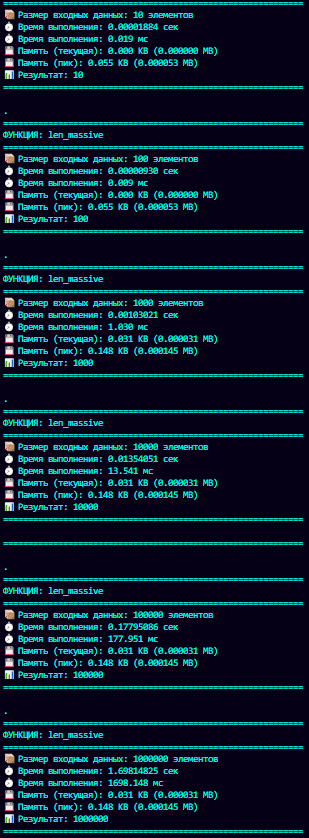 ============================================================
📦 Размер входных данных: 10 элементов
⏱ Время выполнения: 0.00001884 сек
⏱ Время выполнения: 0.019 мс
💾 Память (текущая): 0.000 KB (0.000000 MB)
💾 Память (пик): 0.055 KB (0.000053 MB)
📊 Результат: 10
============================================================
.
============================================================
ФУНКЦИЯ: len_massive
============================================================
📦 Размер входных данных: 100 элементов
⏱ Время выполнения: 0.00000930 сек
⏱ Время выполнения: 0.009 мс
💾 Память (текущая): 0.000 KB (0.000000 MB)
💾 Память (пик): 0.055 KB (0.000053 MB)
📊 Результат: 100
============================================================
.
============================================================
ФУНКЦИЯ: len_massive
============================================================
📦 Размер входных данных: 1000 элементов
⏱ Время выполнения: 0.00103021 сек
⏱ Время выполнения: 1.030 мс
💾 Память (текущая): 0.031 KB (0.000031 MB)
💾 Память (пик): 0.148 KB (0.000145 MB)
📊 Результат: 1000
============================================================
.
============================================================
ФУНКЦИЯ: len_massive
============================================================
📦 Размер входных данных: 10000 элементов
⏱ Время выполнения: 0.01354051 сек
⏱ Время выполнения: 13.541 мс
💾 Память (текущая): 0.031 KB (0.000031 MB)
💾 Память (пик): 0.148 KB (0.000145 MB)
📊 Результат: 10000
============================================================
============================================================
.
============================================================
ФУНКЦИЯ: len_massive
============================================================
📦 Размер входных данных: 100000 элементов
⏱ Время выполнения: 0.17795086 сек
⏱ Время выполнения: 177.951 мс
💾 Память (текущая): 0.031 KB (0.000031 MB)
💾 Память (пик): 0.148 KB (0.000145 MB)
📊 Результат: 100000
============================================================
.
============================================================
ФУНКЦИЯ: len_massive
============================================================
📦 Размер входных данных: 1000000 элементов
⏱ Время выполнения: 1.69814825 сек
⏱ Время выполнения: 1698.148 мс
💾 Память (текущая): 0.031 KB (0.000031 MB)
💾 Память (пик): 0.148 KB (0.000145 MB)
📊 Результат: 1000000
============================================================